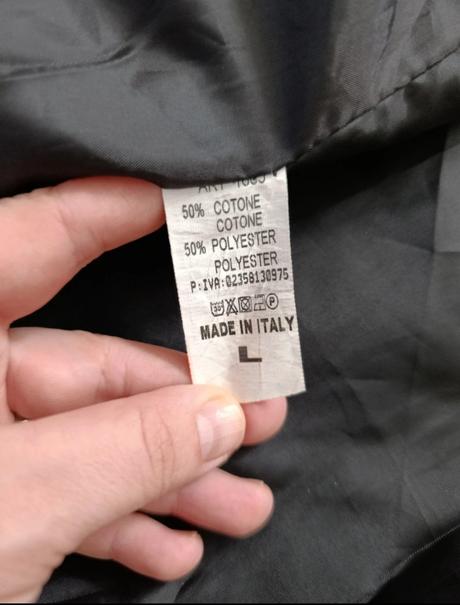 50% COTONE
COTONE
50% POLYESTER
POLYESTER
P:IVA:02358130975
MADE IN ITALY
L